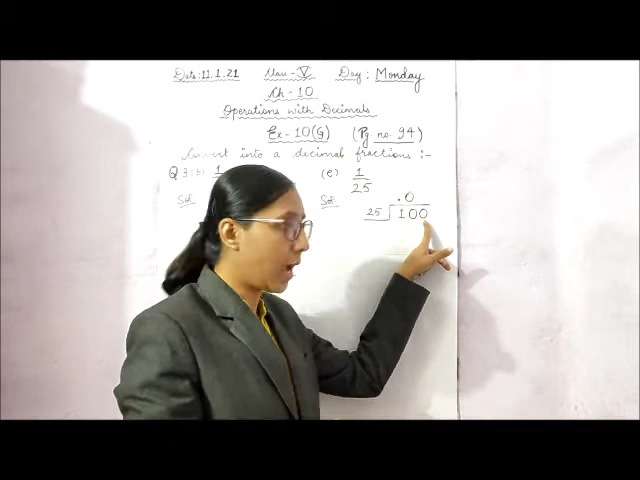 Date: 11.1.21 Class - V Day : Monday
Ch - 10
Operations with Decimals
Ex - 10(G) (Pg. no. 94)
Convert into a decimal fractions :-
Q 3(b) 1
(e) 1
25
Sol. Sol. .0
25 100